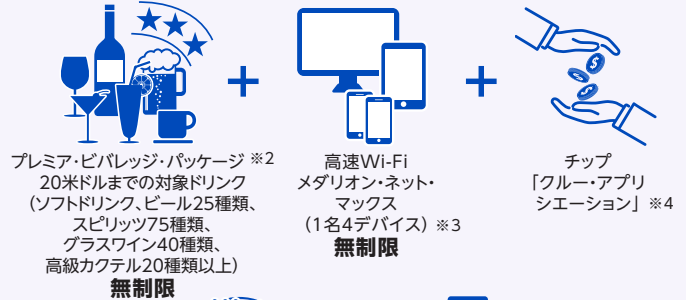 プレミア・ビバレッジ・パッケージ ※2
20米ドルまでの対象ドリンク
（ソフトドリンク、ビール25種類、
スピリッツ75種類、
グラスワイン40種類、
高級カクテル20種類以上）
無制限
高速Wi-Fi
メダリオン・ネット・
マックス
（1名4デバイス） ※3
無制限
チップ
「クルー・アプリ
シエーション」 ※4